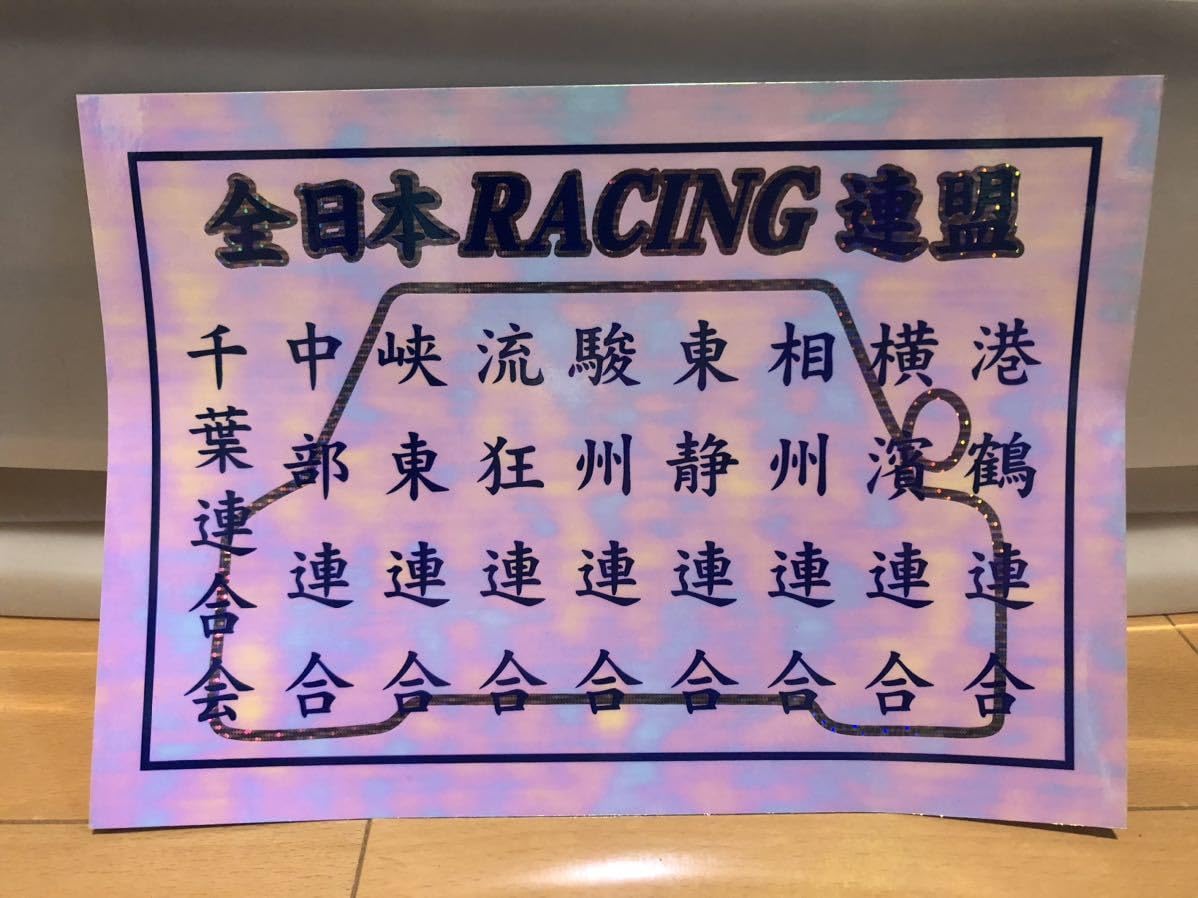 全日本RACING連盟
港鶴連合
横濱連合
相州連合
東静連合
駿州連合
流狂連合
峡東連合
中部連合
千葉連合会